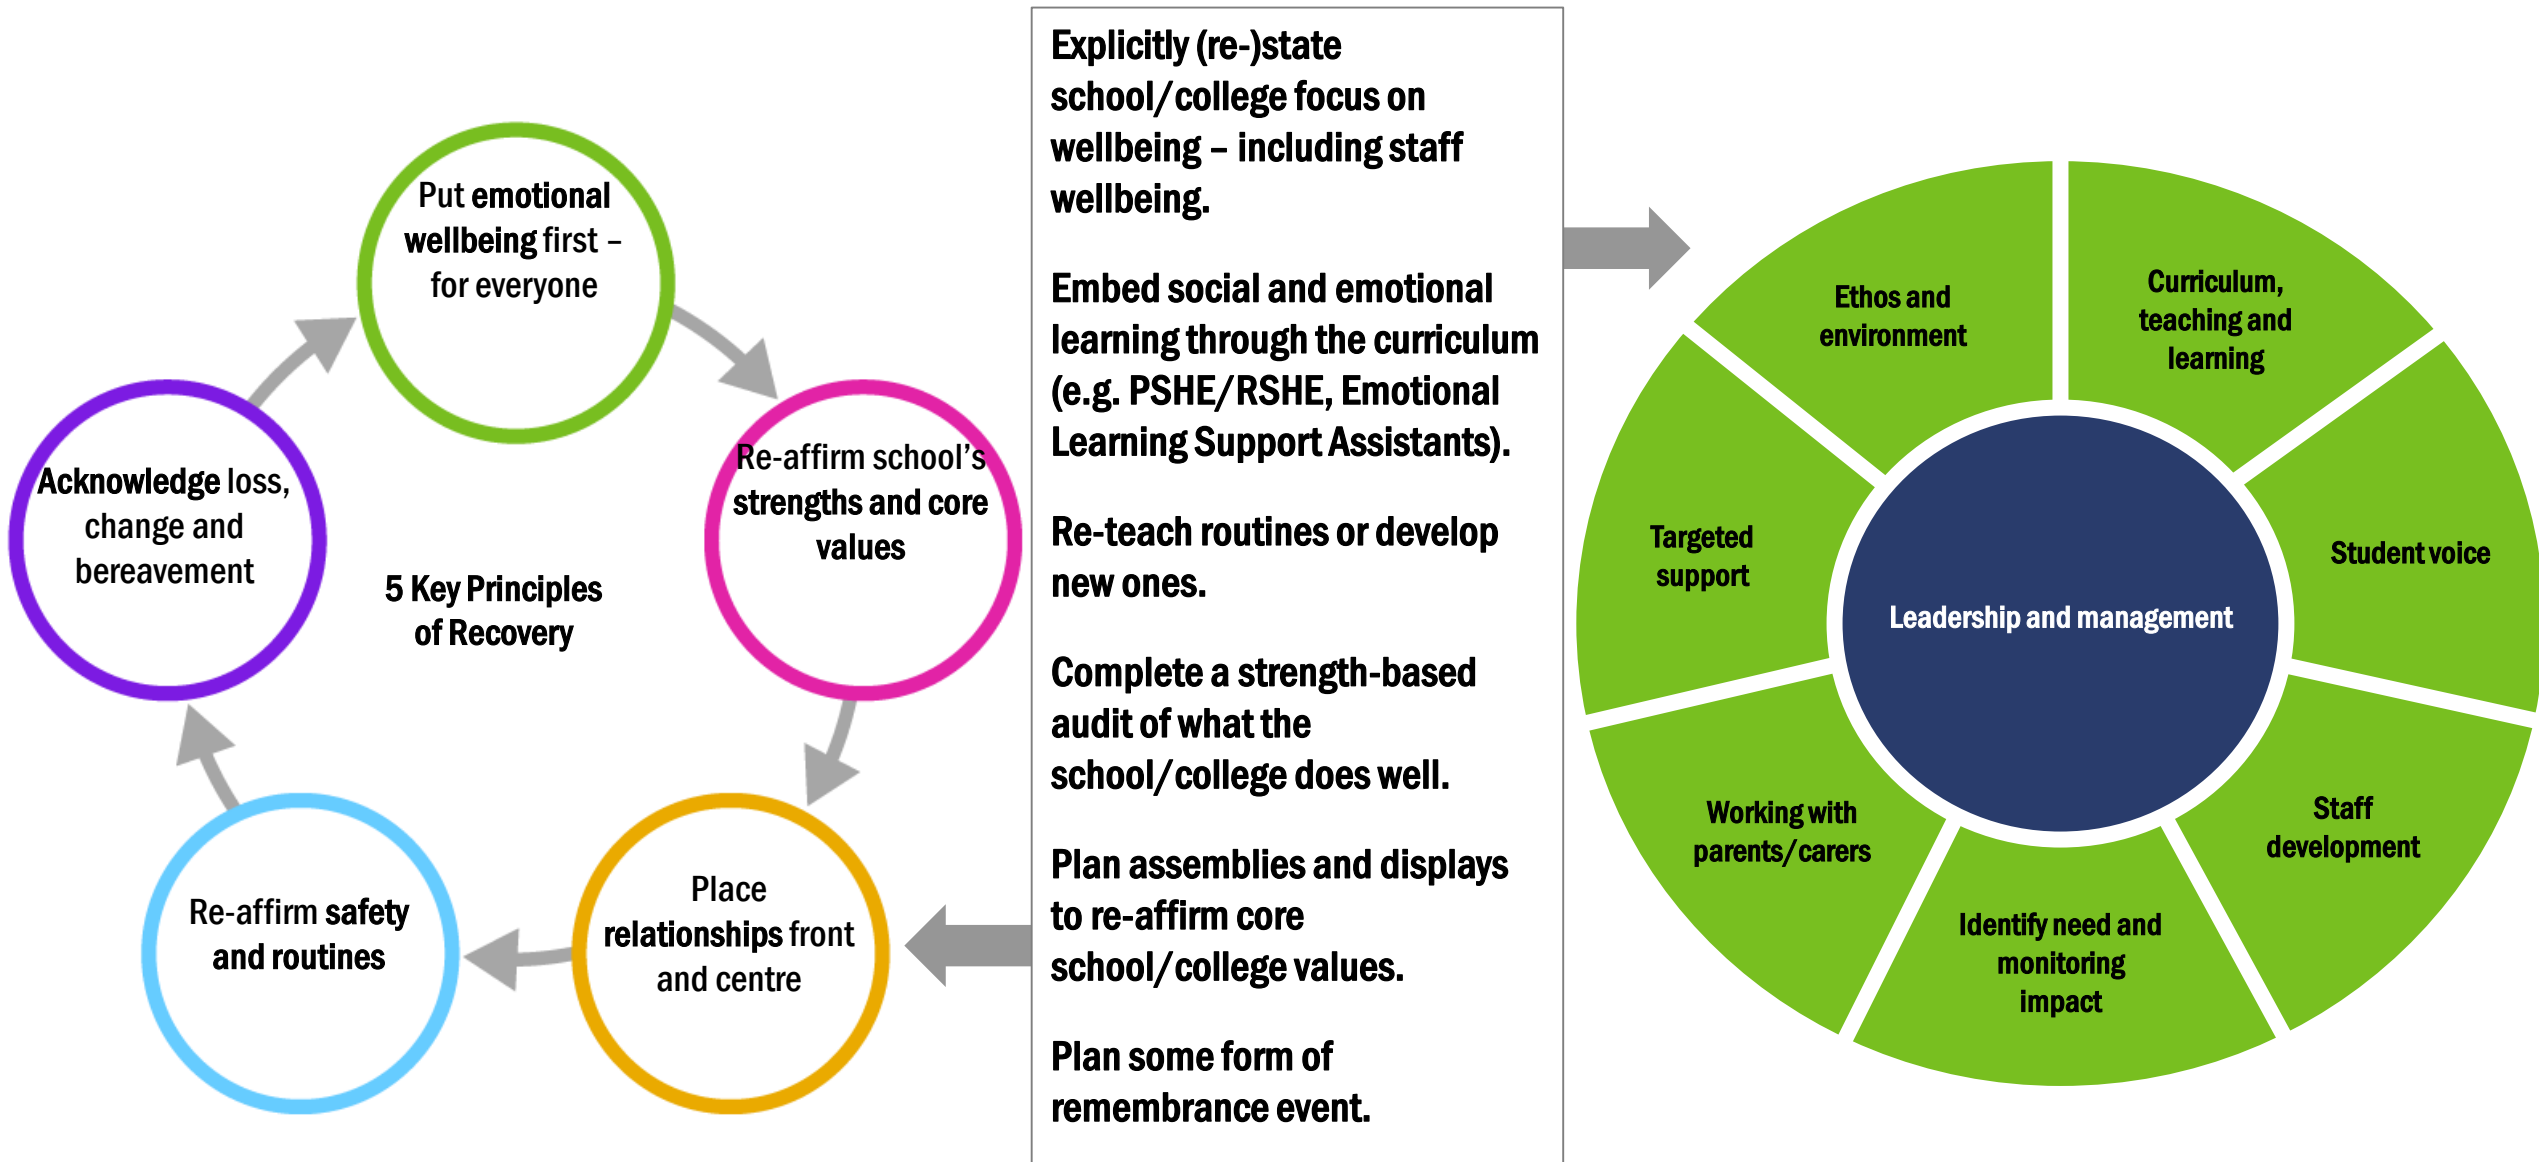 Put emotional
wellbeing first –
for everyone
Re-affirm school's
strengths and core
values
Place
relationships front
and centre
Re-affirm safety
and routines
Acknowledge loss,
change and
bereavement
5 Key Principles
of Recovery
Explicitly (re-)state
school/college focus on
wellbeing – including staff
wellbeing.
Embed social and emotional
learning through the curriculum
(e.g. PSHE/RSHE, Emotional
Learning Support Assistants).
Re-teach routines or develop
new ones.
Complete a strength-based
audit of what the
school/college does well.
Plan assemblies and displays
to re-affirm core
school/college values.
Plan some form of
remembrance event.
Ethos and
environment
Curriculum,
teaching and
learning
Student voice
Staff
development
Identify need and
monitoring
impact
Working with
parents/carers
Targeted
support
Leadership and management